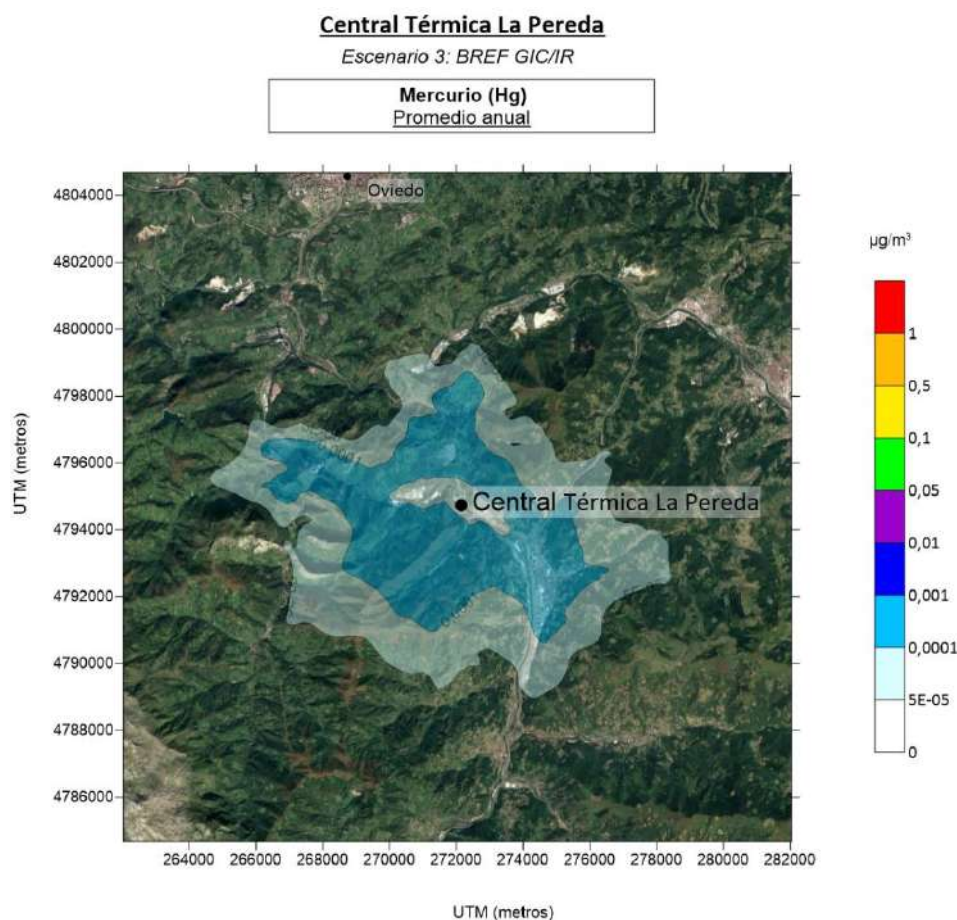 Central Térmica La Pereda
Escenario 3: BREF GIC/IR
Mercurio (Hg)
Promedio anual
Oviedo
4804000
4802000
4800000
4798000
4796000
4794000
4792000
4790000
4788000
4786000
UTM (metros)
Central Térmica La Pereda
264000 266000 268000 270000 272000 274000 276000 278000 280000 282000
UTM (metros)
µg/m³
1
0,5
0,1
0,05
0,01
0,001
0,0001
5E-05
0